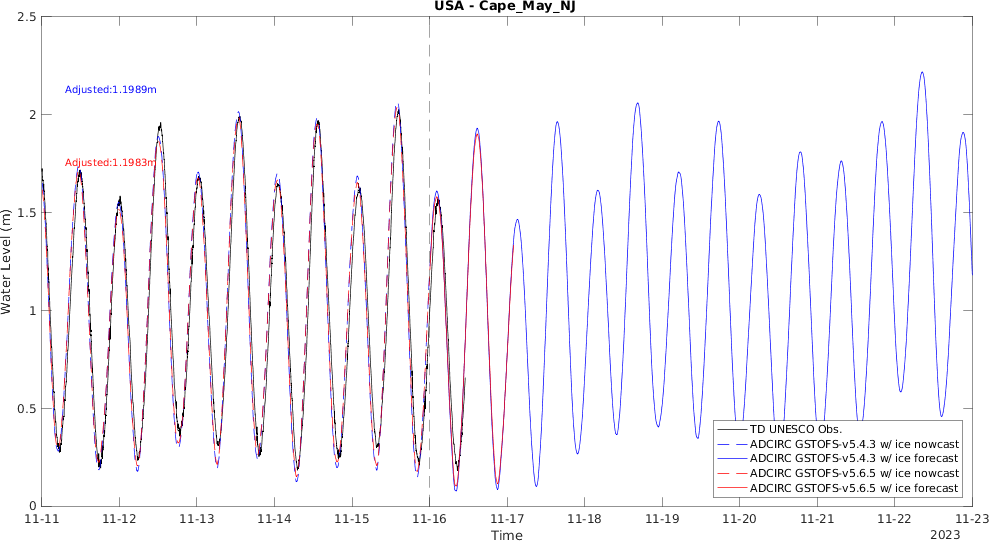 USA - Cape_May_NJ
2.5
2
1.5
1
0.5
0
Water Level (m)
Adjusted:1.1989m
Adjusted:1.1983m
TD UNESCO Obs.
ADCIRC GSTOFS-v5.4.3 w/ ice nowcast
ADCIRC GSTOFS-v5.4.3 w/ ice forecast
ADCIRC GSTOFS-v5.6.5 w/ ice nowcast
ADCIRC GSTOFS-v5.6.5 w/ ice forecast
11-11 11-12 11-13 11-14 11-15 11-16 11-17 11-18 11-19 11-20 11-21 11-22 11-23
Time
2023